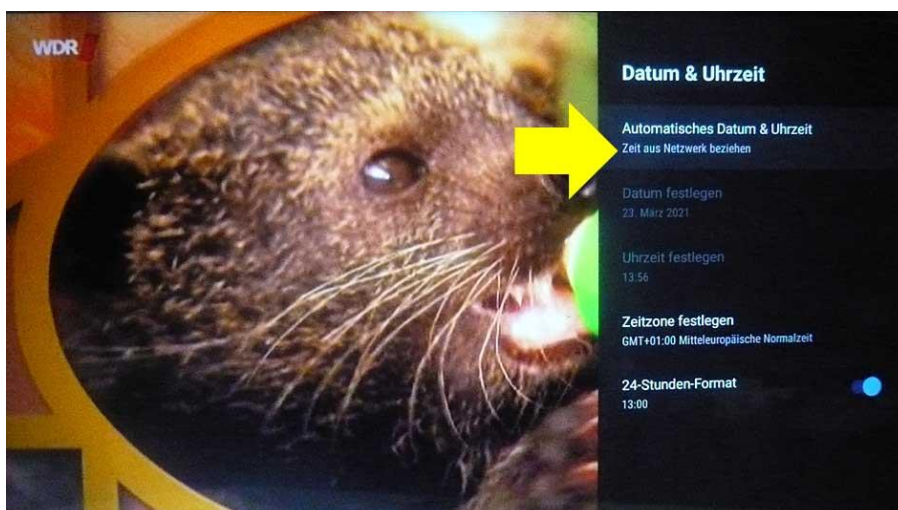 WDR
Datum & Uhrzeit
Automatisches Datum & Uhrzeit
Zeit aus Netzwerk beziehen
Datum festlegen
23. März 2021
Uhrzeit festlegen
13:56
Zeitzone festlegen
GMT+01:00 Mitteleuropäische Normalzeit
24-Stunden-Format
13:00